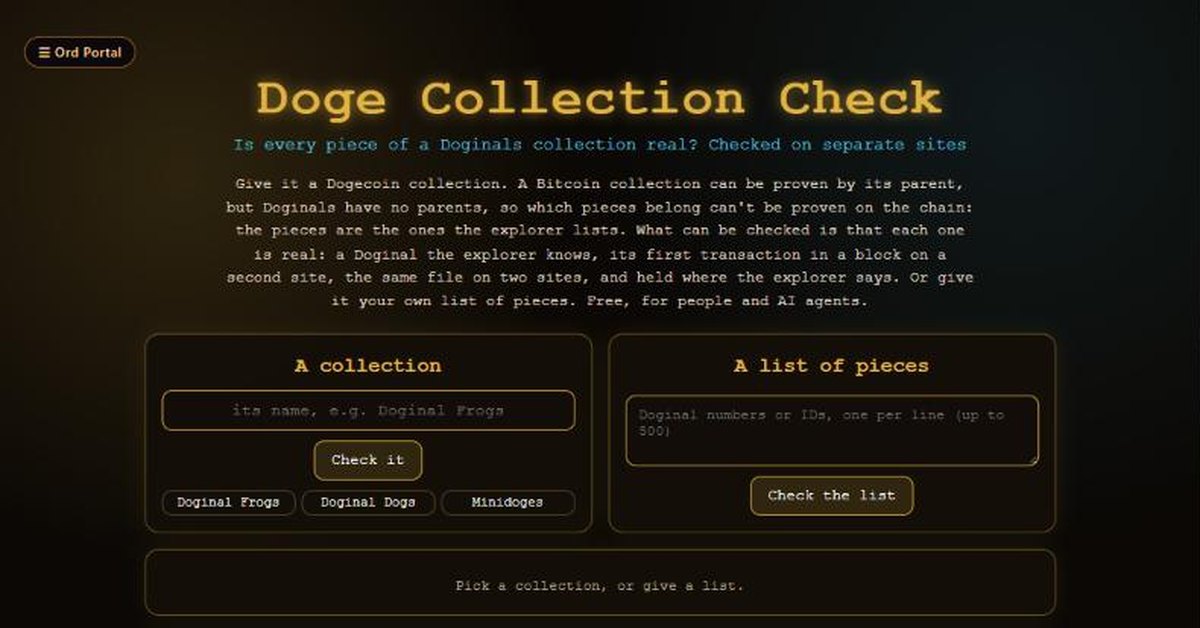 ☰ Ord Portal
Doge Collection Check
Is every piece of a Doginals collection real? Checked on separate sites
Give it a Dogecoin collection. A Bitcoin collection can be proven by its parent,
but Doginals have no parents, so which pieces belong can't be proven on the chain:
the pieces are the ones the explorer lists. What can be checked is that each one
is real: a Doginal the explorer knows, its first transaction in a block on a
second site, the same file on two sites, and held where the explorer says. Or give
it your own list of pieces. Free, for people and AI agents.
A collection
its name, e.g. Doginal Frogs
Check it
Doginal Frogs
Doginal Dogs
Minidoges
A list of pieces
Doginal numbers or IDs, one per line (up to
500)
Check the list
Pick a collection, or give a list.